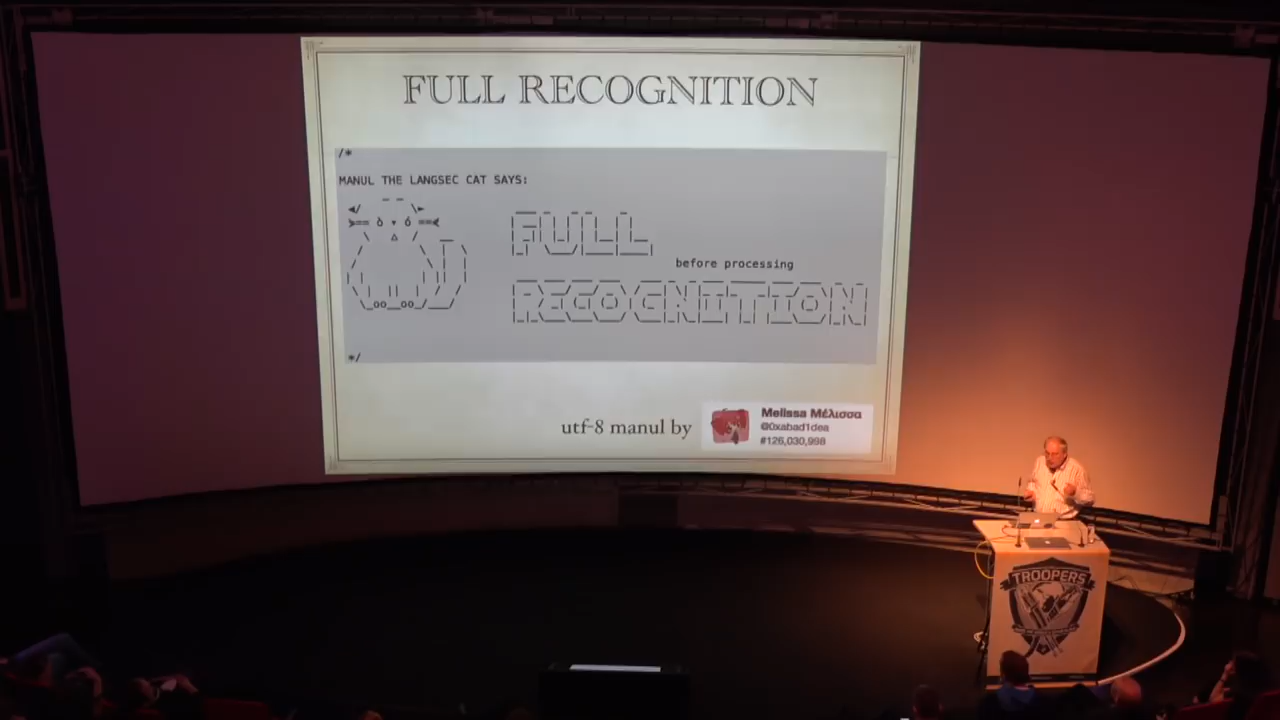 FULL RECOGNITION
/*
MANUL THE LANGSEC CAT SAYS:
FULL
before processing
RECOGNITION
*/
utf-8 manul by
Melissa Μέλισσα
@0xabad1dea
#126,030,998
TROOPERS